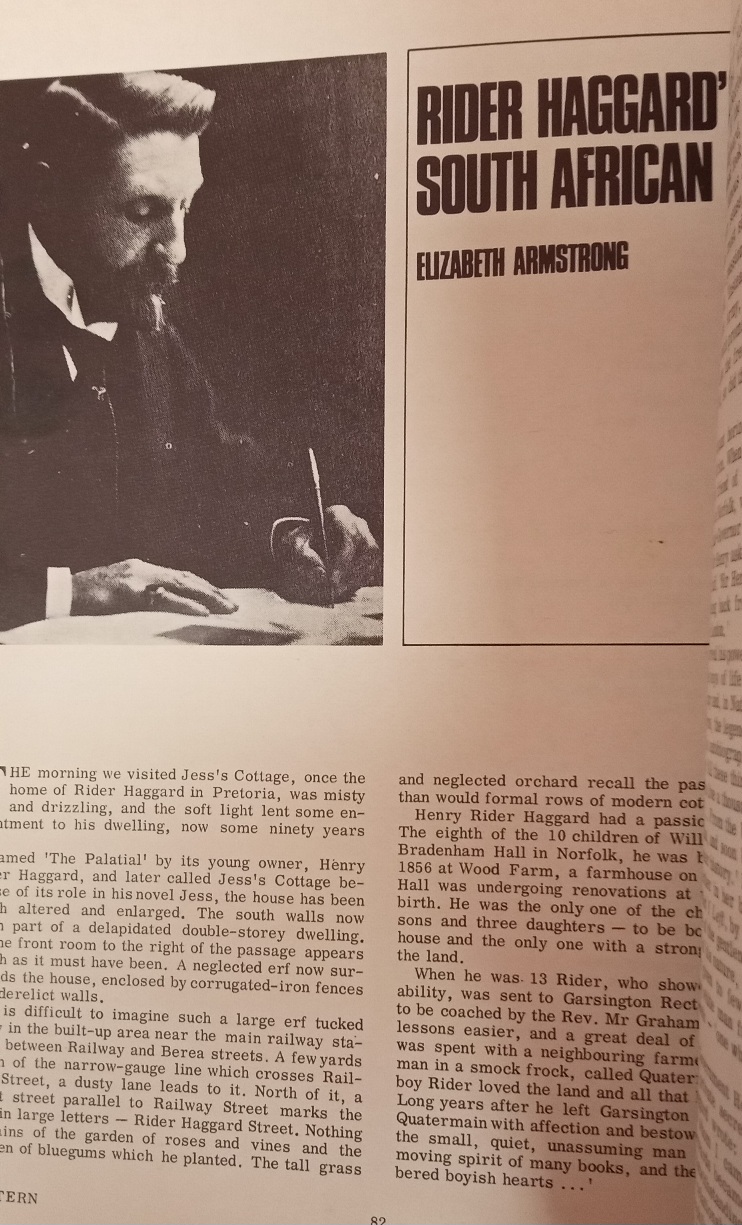 RIDER HAGGARD'
SOUTH AFRICAN
ELIZABETH ARMSTRONG
THE morning we visited Jess's Cottage, once the
home of Rider Haggard in Pretoria, was misty
and drizzling, and the soft light lent some en-
ntment to his dwelling, now some ninety years
amed 'The Palatial' by its young owner, Henry
er Haggard, and later called Jess's Cottage be-
se of its role in his novel Jess, the house has been
h altered and enlarged. The south walls now
n part of a delapidated double-storey dwelling.
he front room to the right of the passage appears
h as it must have been. A neglected erf now sur-
ds the house, enclosed by corrugated-iron fences
derelict walls.
is difficult to imagine such a large erf tucked
in the built-up area near the main railway sta-
between Railway and Berea streets. A few yards
h of the narrow-gauge line which crosses Rail-
Street, a dusty lane leads to it. North of it, a
t street parallel to Railway Street marks the
in large letters — Rider Haggard Street. Nothing
ains of the garden of roses and vines and the
en of bluegums which he planted. The tall grass
and neglected orchard recall the pas
than would formal rows of modern cot
Henry Rider Haggard had a passio
The eighth of the 10 children of Will
Bradenham Hall in Norfolk, he was b
1856 at Wood Farm, a farmhouse on
Hall was undergoing renovations at
birth. He was the only one of the ch
sons and three daughters — to be bo
house and the only one with a strong
the land.
When he was 13 Rider, who show
ability, was sent to Garsington Rect
to be coached by the Rev. Mr Graham
lessons easier, and a great deal of
was spent with a neighbouring farme
man in a smock frock, called Quater
boy Rider loved the land and all that
Long years after he left Garsington
Quatermain with affection and bestow
the small, quiet, unassuming man
moving spirit of many books, and the
bered boyish hearts ...'
TERN
82